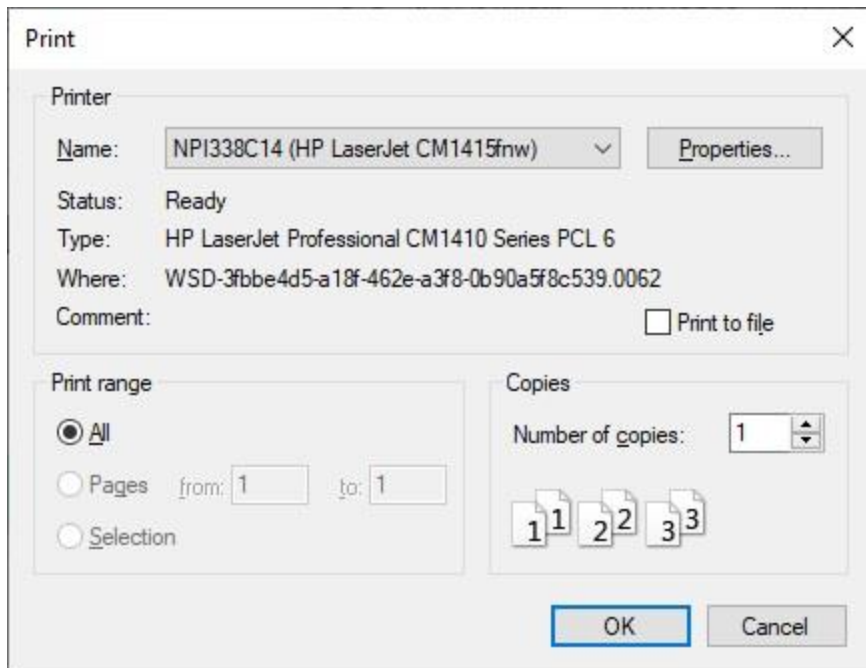 Print
Printer
Name: NPI338C14 (HP LaserJet CM1415fnw) Properties...
Status: Ready
Type: HP LaserJet Professional CM1410 Series PCL 6
Where: WSD-3fbbe4d5-a18f-462e-a3f8-0b90a5f8c539.0062
Comment:
Print to file
Print range
All
Pages from: 1 to: 1
Selection
Copies
Number of copies: 1
1 1 2 2 3 3
OK Cancel